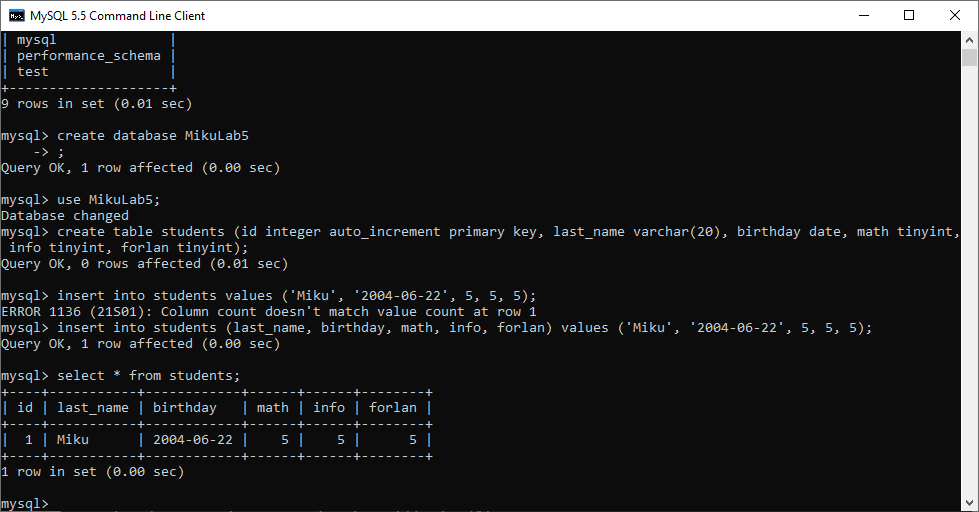 MySQL 5.5 Command Line Client
| mysql              |
| performance_schema |
| test               |
+--------------------+
9 rows in set (0.01 sec)
mysql> create database MikuLab5
    -> ;
Query OK, 1 row affected (0.00 sec)
mysql> use MikuLab5;
Database changed
mysql> create table students (id integer auto_increment primary key, last_name varchar(20), birthday date, math tinyint,
 info tinyint, forlan tinyint);
Query OK, 0 rows affected (0.01 sec)
mysql> insert into students values ('Miku', '2004-06-22', 5, 5, 5);
ERROR 1136 (21S01): Column count doesn't match value count at row 1
mysql> insert into students (last_name, birthday, math, info, forlan) values ('Miku', '2004-06-22', 5, 5, 5);
Query OK, 1 row affected (0.00 sec)
mysql> select * from students;
+----+-----------+------------+------+------+--------+
| id | last_name | birthday   | math | info | forlan |
+----+-----------+------------+------+------+--------+
|  1 | Miku      | 2004-06-22 |    5 |    5 |      5 |
+----+-----------+------------+------+------+--------+
1 row in set (0.00 sec)
mysql>